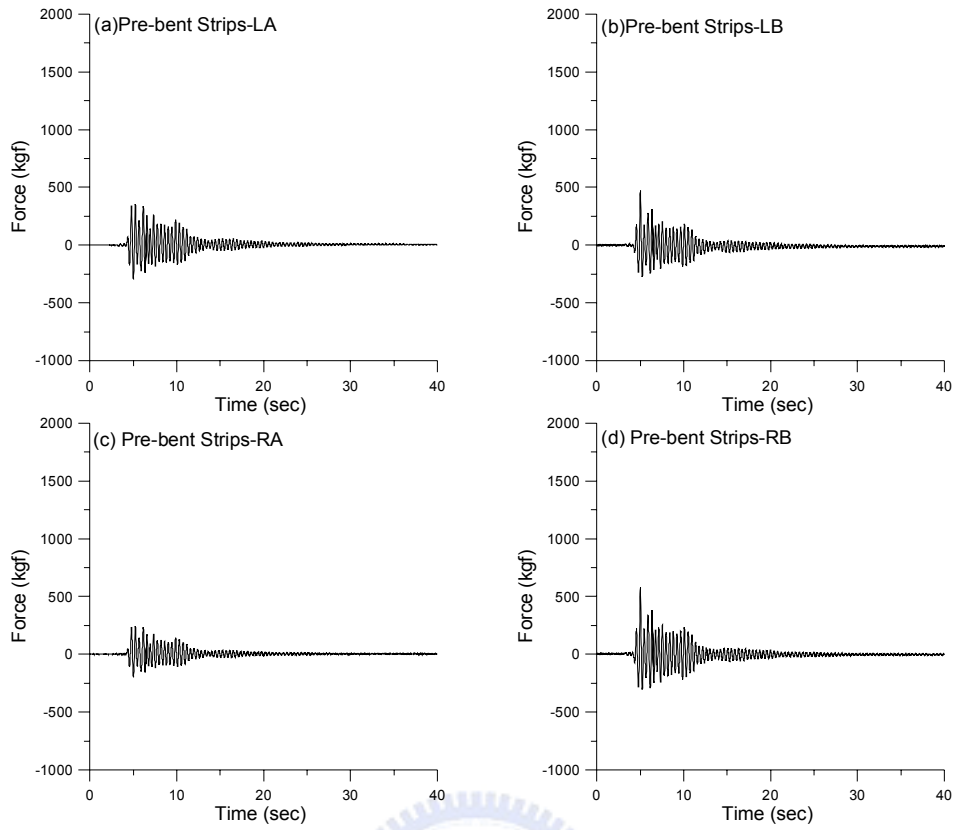 (a)Pre-bent Strips-LA
2000
1500
1000
500
0
-500
-1000
Force (kgf)
0 10 20 30 40
Time (sec)
(b)Pre-bent Strips-LB
2000
1500
1000
500
0
-500
-1000
Force (kgf)
0 10 20 30 40
Time (sec)
(c) Pre-bent Strips-RA
2000
1500
1000
500
0
-500
-1000
Force (kgf)
0 10 20 30 40
Time (sec)
(d) Pre-bent Strips-RB
2000
1500
1000
500
0
-500
-1000
Force (kgf)
0 10 20 30 40
Time (sec)